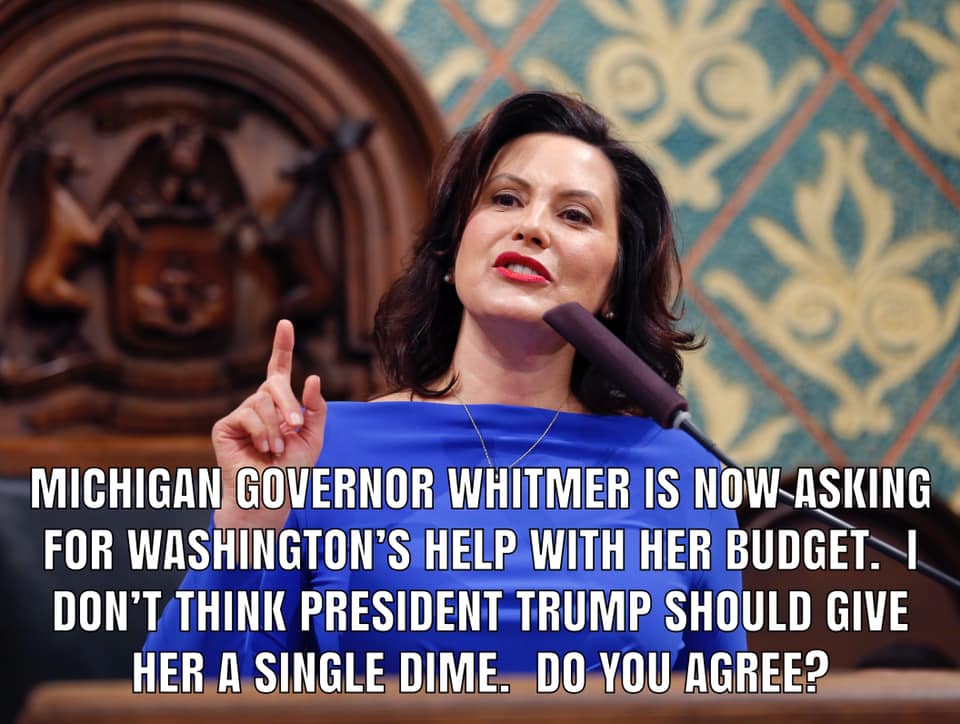 MICHIGAN GOVERNOR WHITMER IS NOW ASKING
FOR WASHINGTON’S HELP WITH HER BUDGET. I
DON’T THINK PRESIDENT TRUMP SHOULD GIVE
HER A SINGLE DIME. DO YOU AGREE?